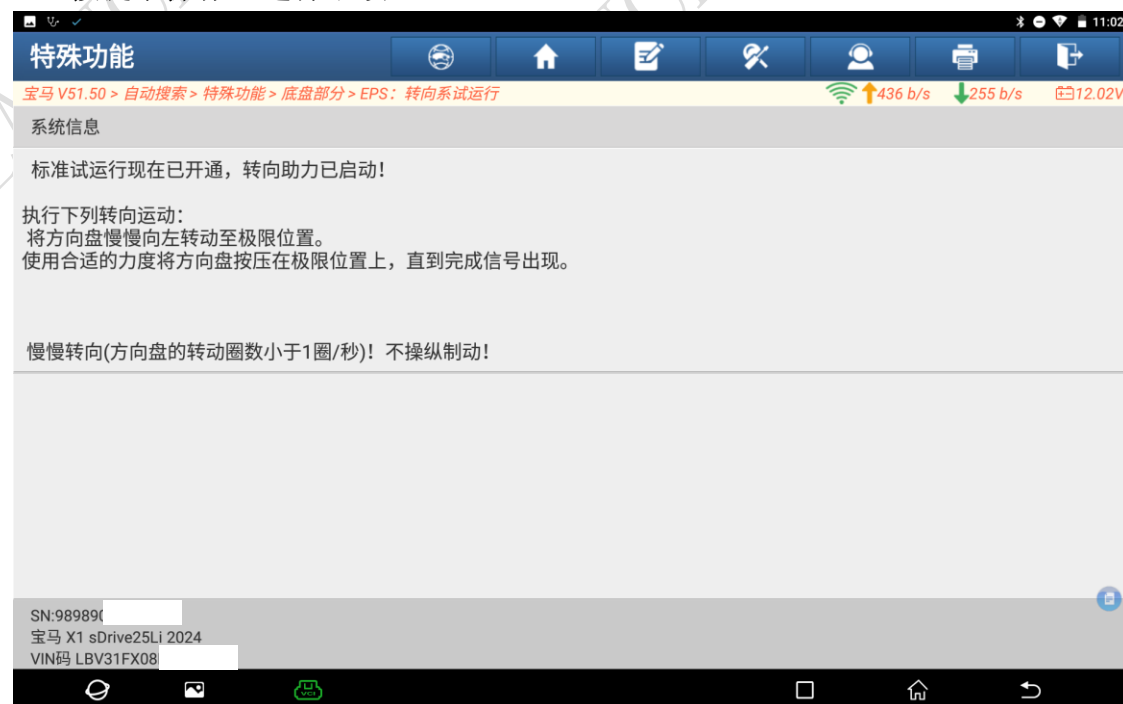 11:02
特殊功能
宝马 V51.50 > 自动搜索 > 特殊功能 > 底盘部分 > EPS：转向系试运行
436 b/s
255 b/s
12.02V
系统信息
标准试运行现在已开通，转向助力已启动！
执行下列转向运动：
将方向盘慢慢向左转动至极限位置。
使用合适的力度将方向盘按压在极限位置上，直到完成信号出现。
慢慢转向(方向盘的转动圈数小于1圈/秒)！不操纵制动！
SN:989890
宝马 X1 sDrive25Li 2024
VIN码 LBV31FX08
VCI